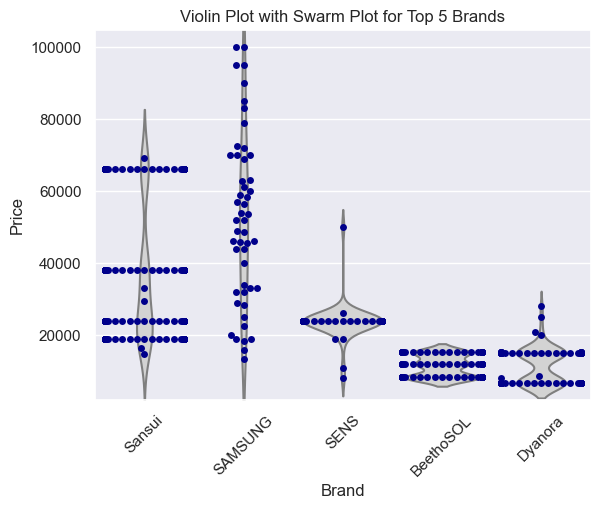 Violin Plot with Swarm Plot for Top 5 Brands
100000
80000
60000
40000
20000
Price
Sansui
SAMSUNG
SENS
BeethoSOL
Dyanora
Brand